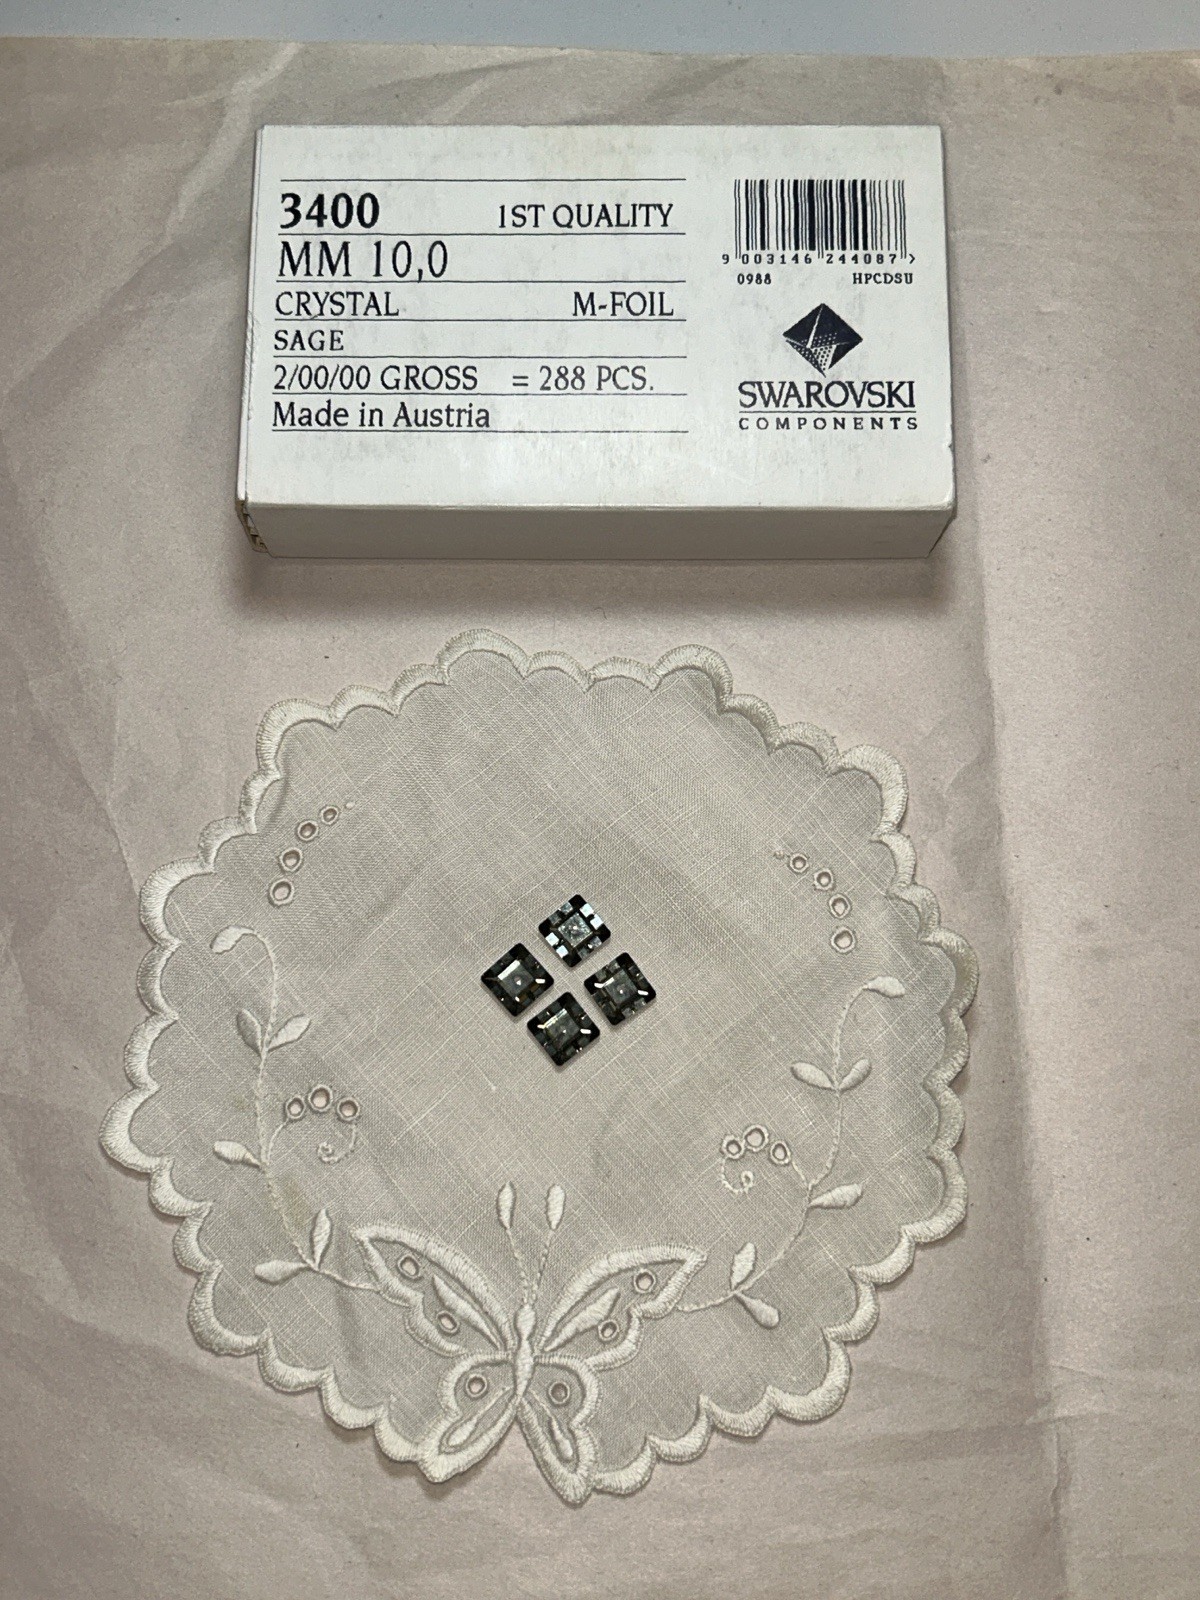 3400 1ST QUALITY
MM 10,0
CRYSTAL M-FOIL
SAGE
2/00/00 GROSS = 288 PCS.
Made in Austria
9 003146 244087 >
0988 HPCDSU
SWAROVSKI
COMPONENTS